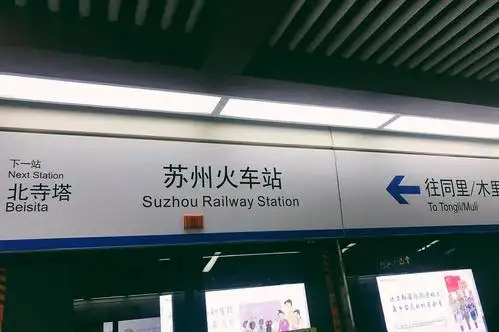 下一站
Next Station
北寺塔
Beisita
苏州火车站
Suzhou Railway Station
往同里/木里
To Tongli/Muli